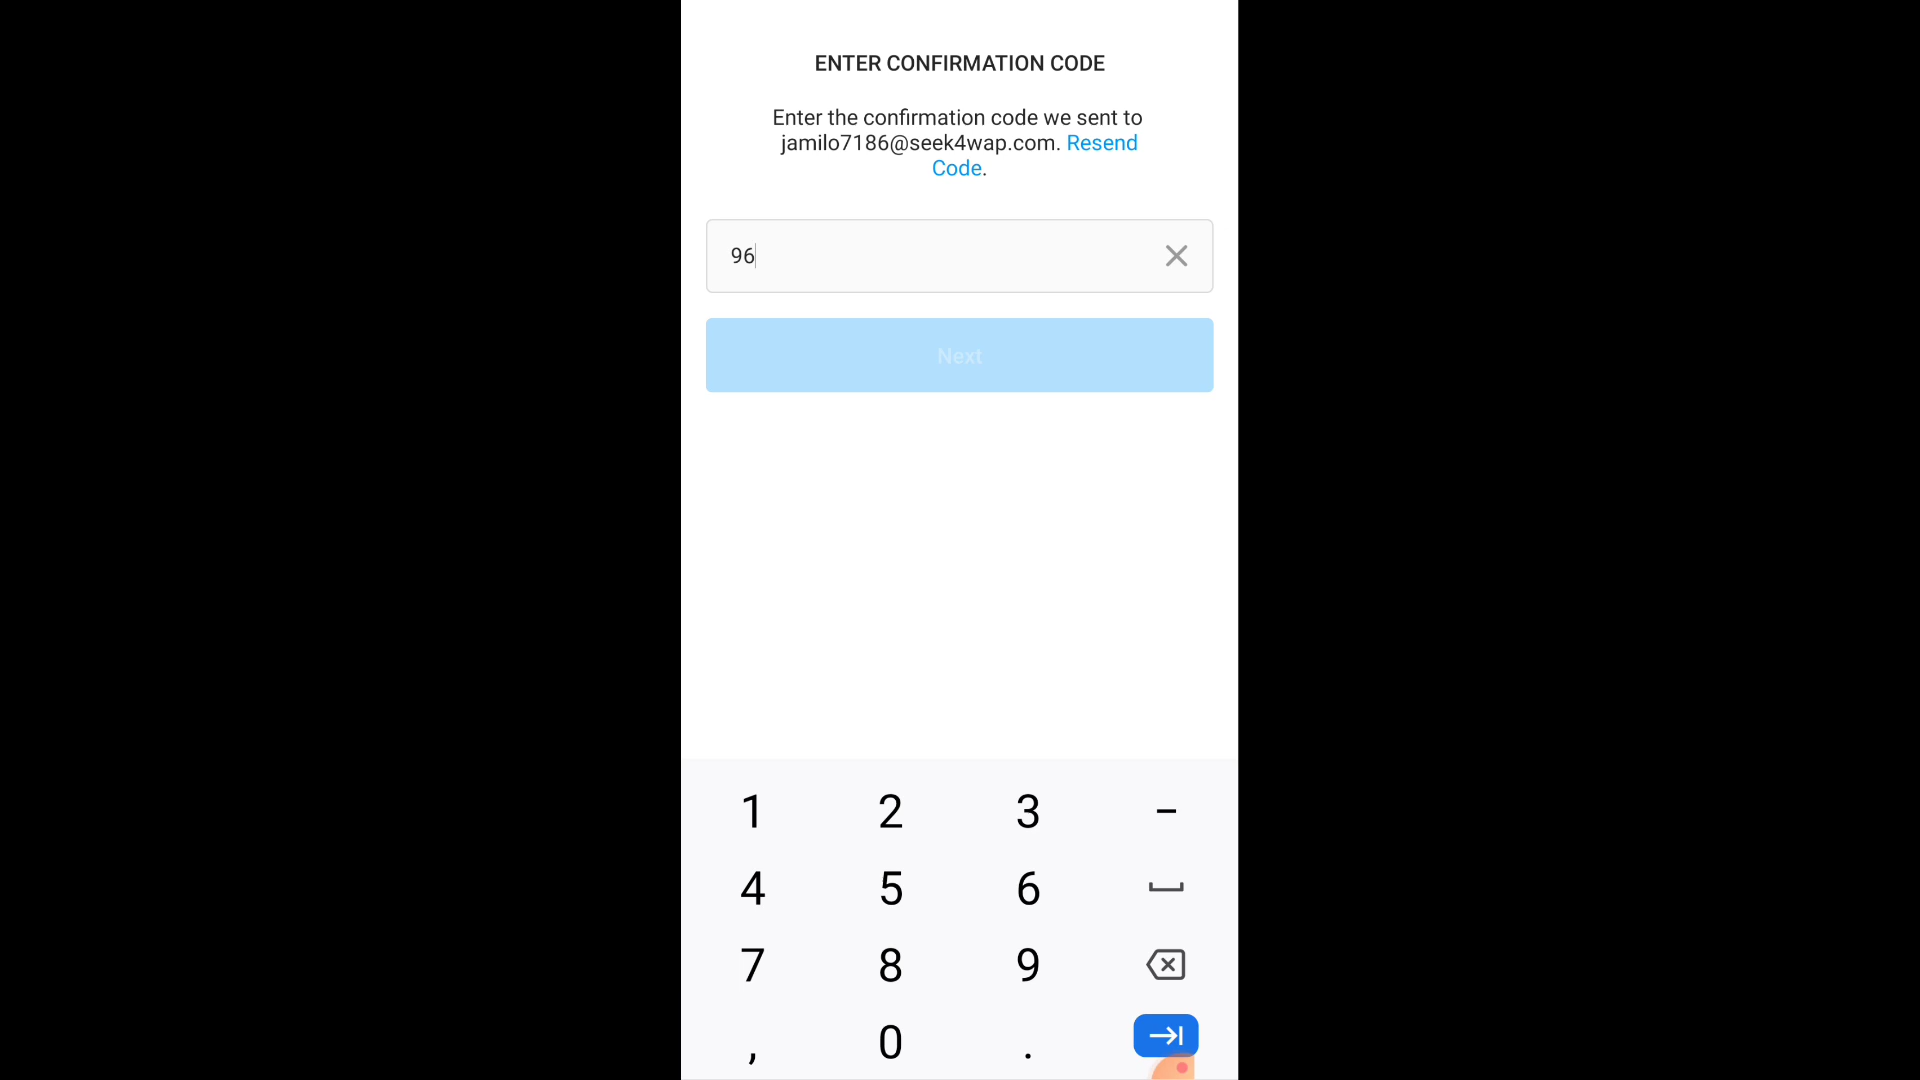 ENTER CONFIRMATION CODE
Enter the confirmation code we sent to
jamilo7186@seek4wap.com. Resend
Code.
96
Next
1 2 3 -
4 5 6
7 8 9
, 0 .